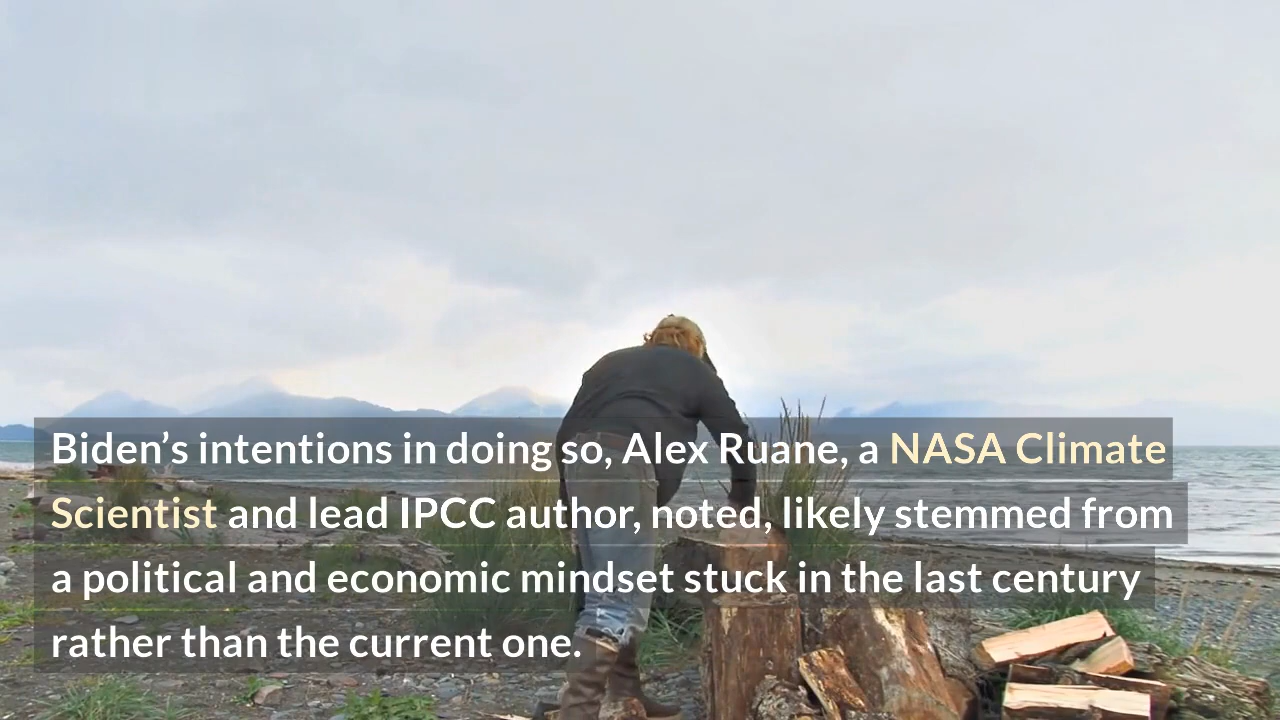 Biden’s intentions in doing so, Alex Ruane, a NASA Climate
Scientist and lead IPCC author, noted, likely stemmed from
a political and economic mindset stuck in the last century
rather than the current one.